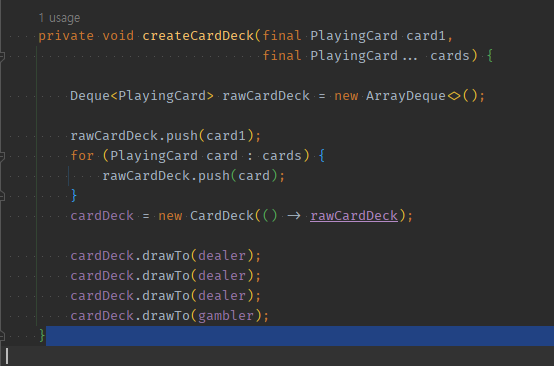 1 usage
private void createCardDeck(final PlayingCard card1,
                            final PlayingCard... cards) {
    Deque<PlayingCard> rawCardDeck = new ArrayDeque<>();
    rawCardDeck.push(card1);
    for (PlayingCard card : cards) {
        rawCardDeck.push(card);
    }
    cardDeck = new CardDeck(() -> rawCardDeck);
    cardDeck.drawTo(dealer);
    cardDeck.drawTo(dealer);
    cardDeck.drawTo(dealer);
    cardDeck.drawTo(gambler);
}